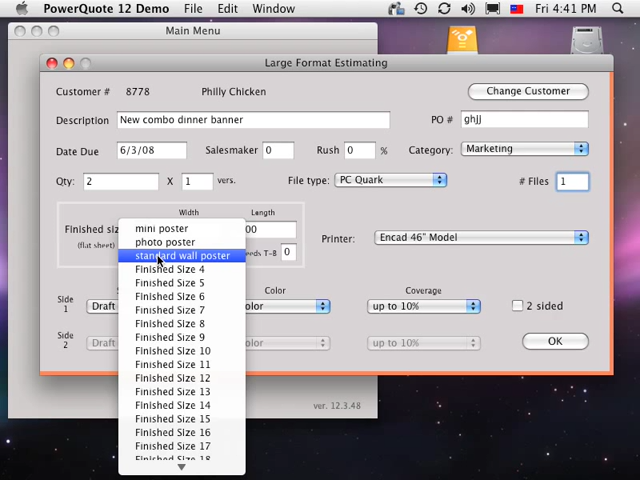 PowerQuote 12 Demo File Edit Window Fri 4:41 PM
Main Menu
Large Format Estimating
Customer # 8778 Philly Chicken Change Customer
Description New combo dinner banner PO # ghJJ
Date Due 6/3/08 Salesmaker 0 Rush 0 % Category: Marketing
Qty: 2 X 1 vers. File type: PC Quark # Files 1
Width Length
Finished siz 00
(flat sheet) eeds T-B 0
Printer: Encad 46" Model
mini poster
photo poster
standard wall poster
Finished Size 4
Finished Size 5
Finished Size 6
Finished Size 7
Finished Size 8
Finished Size 9
Finished Size 10
Finished Size 11
Finished Size 12
Finished Size 13
Finished Size 14
Finished Size 15
Finished Size 16
Finished Size 17
Finished Size 18
Color Coverage
Side 1 Draft olor up to 10% 2 sided
Side 2 Draft olor up to 10% OK
ver. 12.3.48